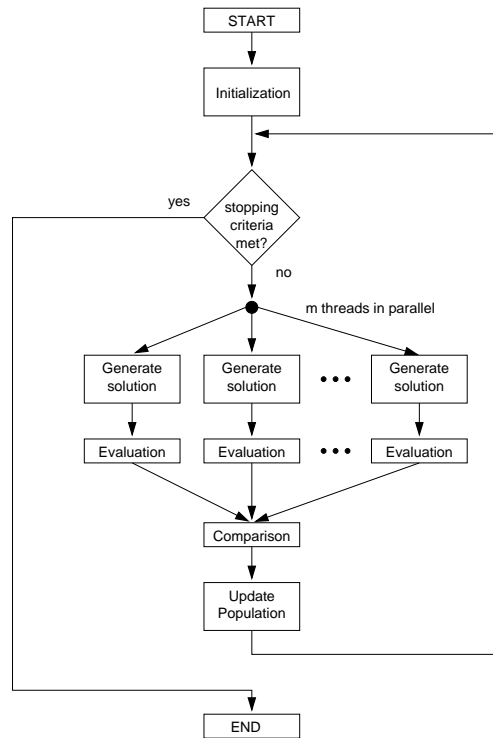 START
Initialization
yes
stopping
criteria
met?
no
m threads in parallel
Generate
solution
Generate
solution
Generate
solution
Evaluation
Evaluation
Evaluation
Comparison
Update
Population
END